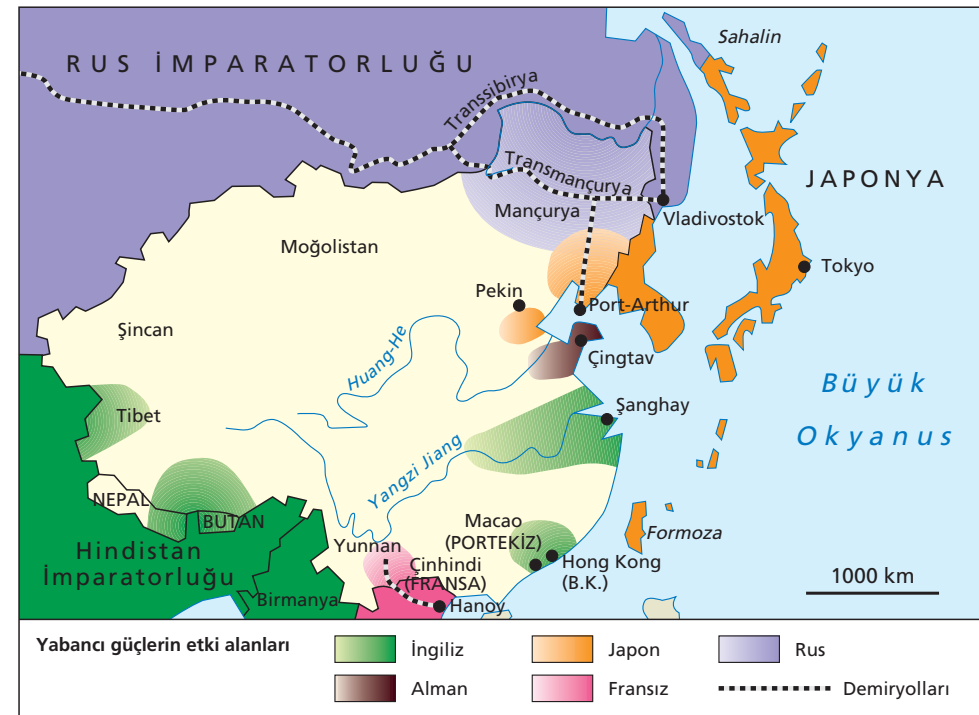 Sahalin
RUS İMPARATORLUĞU
Transsibirya
Transmançurya
JAPONYA
Mançurya
Vladivostok
Moğolistan
Tokyo
Pekin
Port-Arthur
Şincan
Huang-He
Çingtav
Büyük
Okyanus
Tibet
Şanghay
Yangzi Jiang
NEPAL
BUTAN
Macao
(PORTEKİZ)
Formoza
Hindistan
İmparatorluğu
Yunnan
Çinhindi
(FRANSA)
Hong Kong
(B.K.)
1000 km
Birmanya
Hanoy
Yabancı güçlerin etki alanları
İngiliz
Japon
Rus
Alman
Fransız
Demiryolları